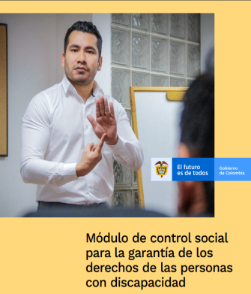 El futuro
es de todos
Gobierno
de Colombia
Módulo de control social
para la garantía de los
derechos de las personas
con discapacidad